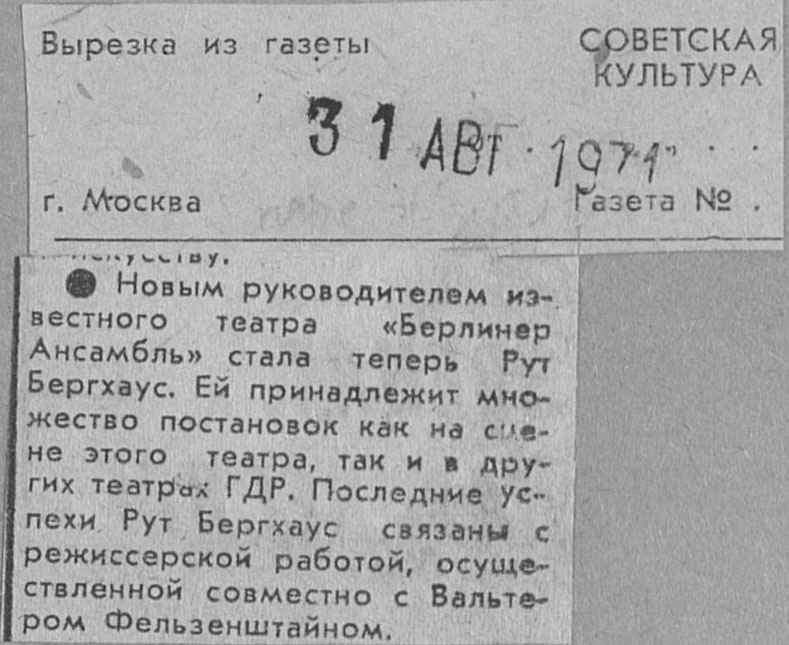 Вырезка из газеты
СОВЕТСКАЯ
КУЛЬТУРА
31 АВГ. 1971
г. Москва
Газета № .
искусству.
● Новым руководителем из-
вестного театра «Берлинер
Ансамбль» стала теперь Рут
Бергхаус. Ей принадлежит мно-
жество постановок как на сце-
не этого театра, так и в дру-
гих театрах ГДР. Последние ус-
пехи Рут Бергхаус связаны с
режиссерской работой, осуще-
ствленной совместно с Вальте-
ром Фельзенштайном.